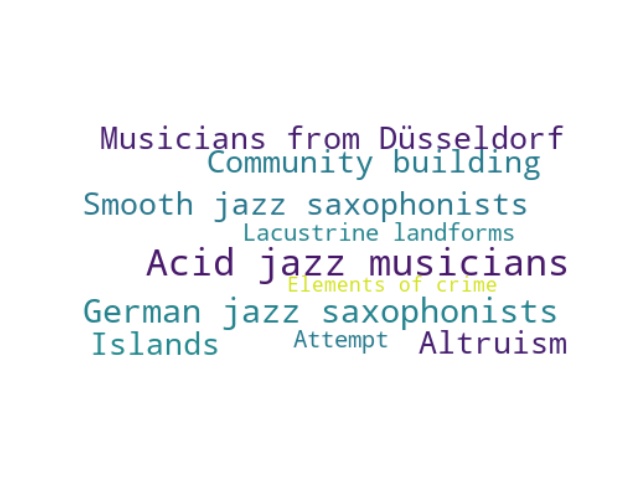 Musicians from Düsseldorf
Community building
Smooth jazz saxophonists
Lacustrine landforms
Acid jazz musicians
Elements of crime
German jazz saxophonists
Islands
Attempt
Altruism